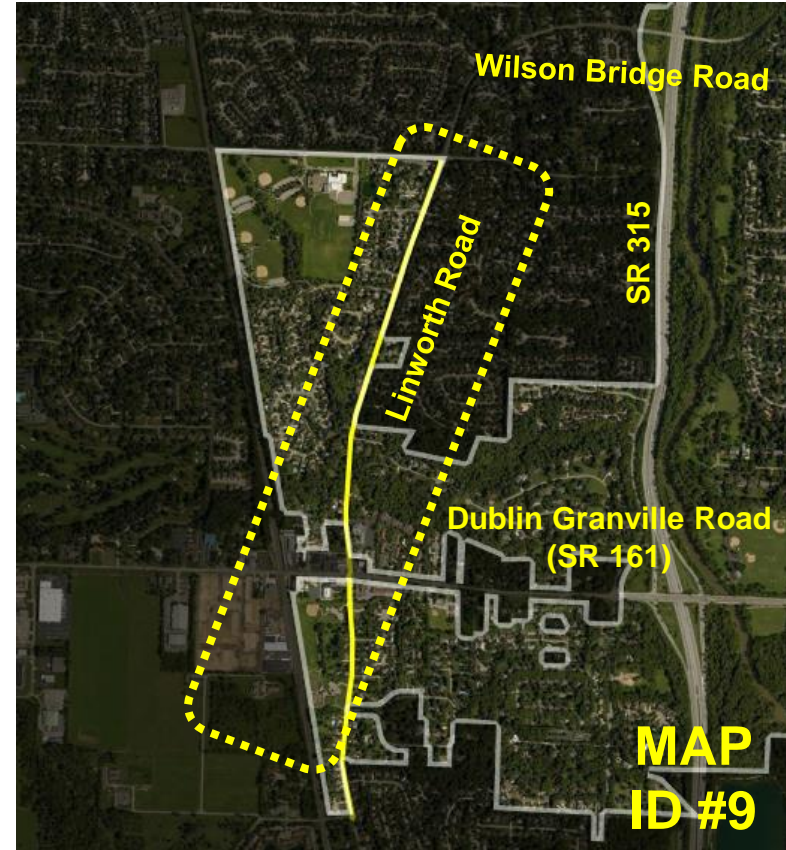 Wilson Bridge Road
SR 315
Linworth Road
Dublin Granville Road
(SR 161)
MAP
ID #9